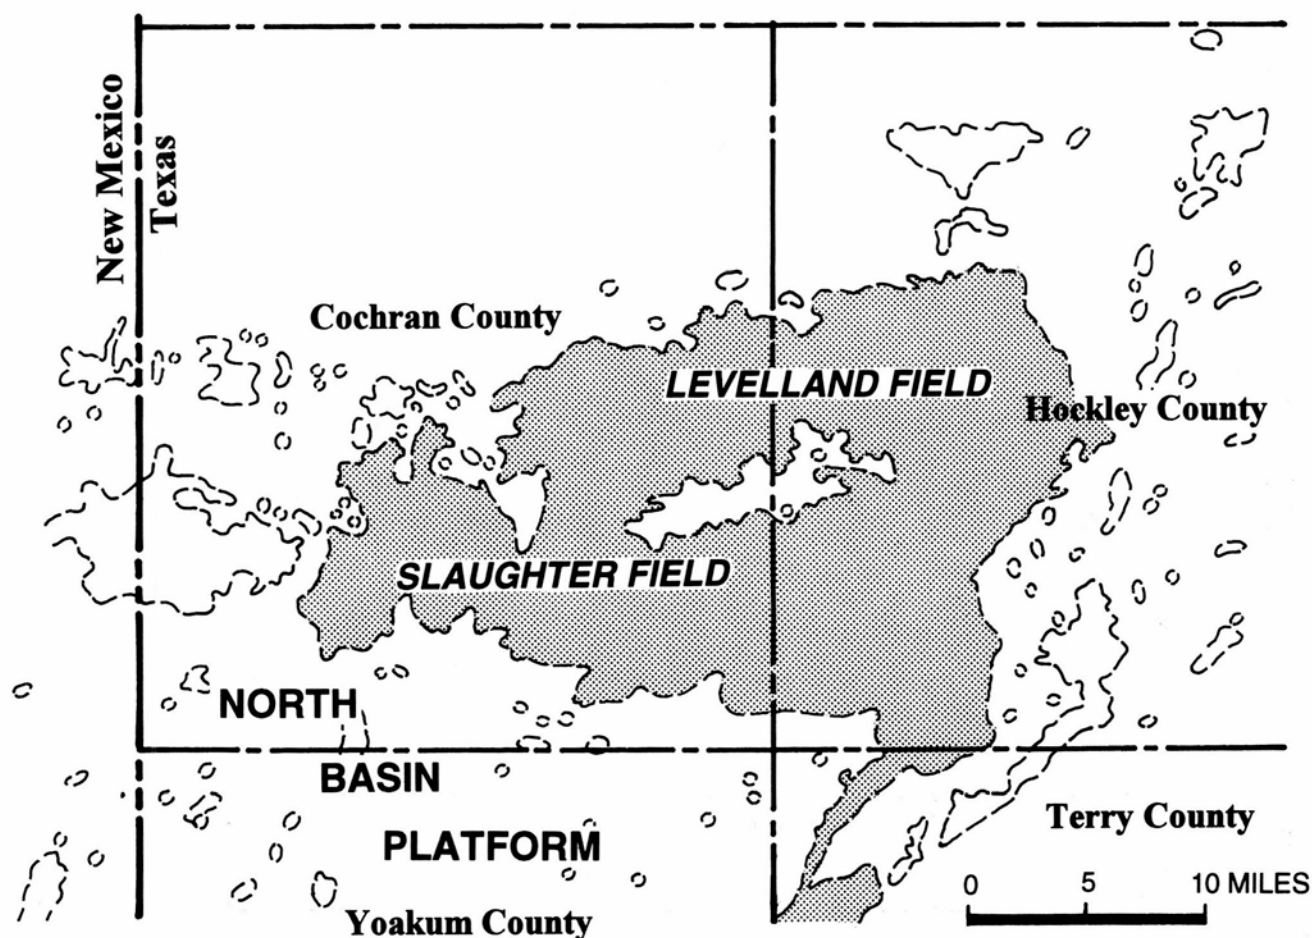 New Mexico
Texas
Cochran County
LEVELLAND FIELD
Hockley County
SLAUGHTER FIELD
NORTH
BASIN
PLATFORM
Terry County
Yoakum County
0 5 10 MILES